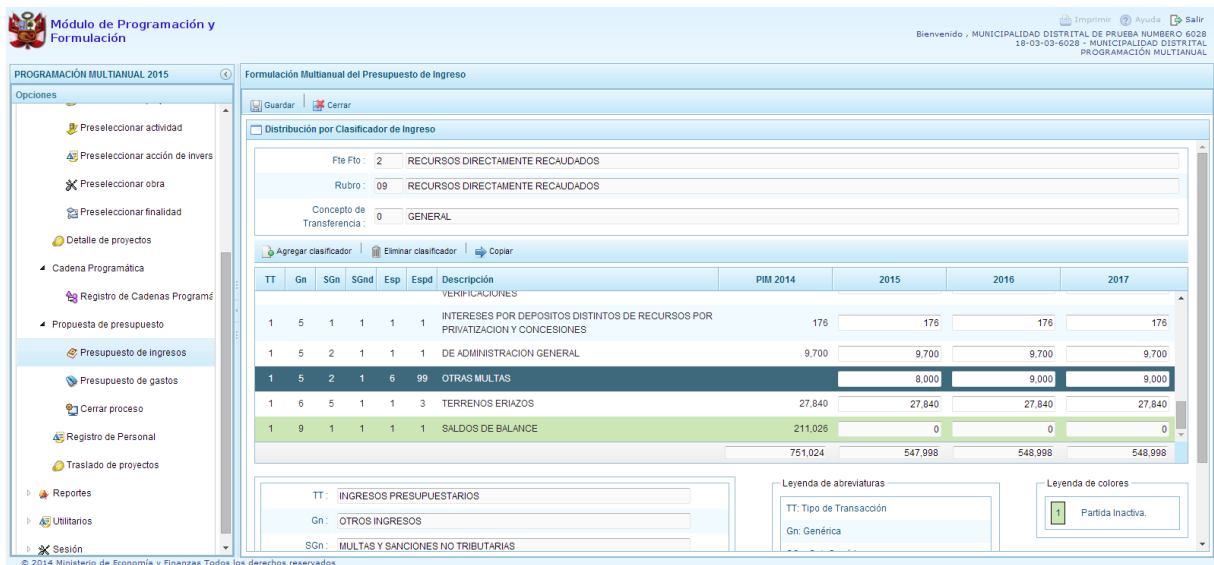 Módulo de Programación y
Formulación
Imprimir Ayuda Salir
Bienvenido , MUNICIPALIDAD DISTRITAL DE PRUEBA NUMBERO 6028
18-03-03-6028 - MUNICIPALIDAD DISTRITAL
PROGRAMACIÓN MULTIANUAL
PROGRAMACIÓN MULTIANUAL 2015
Opciones
Preseleccionar actividad
Preseleccionar acción de invers
Preseleccionar obra
Preseleccionar finalidad
Detalle de proyectos
Cadena Programática
Registro de Cadenas Programá
Propuesta de presupuesto
Presupuesto de ingresos
Presupuesto de gastos
Cerrar proceso
Registro de Personal
Traslado de proyectos
Reportes
Utilitarios
Sesión
Formulación Multianual del Presupuesto de Ingreso
Guardar Cerrar
Distribución por Clasificador de Ingreso
Fte Fto : 2 RECURSOS DIRECTAMENTE RECAUDADOS
Rubro : 09 RECURSOS DIRECTAMENTE RECAUDADOS
Concepto de
Transferencia : 0 GENERAL
Agregar clasificador Eliminar clasificador Copiar
TT Gn SGn SGnd Esp Espd Descripción PIM 2014 2015 2016 2017
VERIFICACIONES
1 5 1 1 1 1 INTERESES POR DEPOSITOS DISTINTOS DE RECURSOS POR
PRIVATIZACION Y CONCESIONES 176 176 176 176
1 5 2 1 1 1 DE ADMINISTRACION GENERAL 9,700 9,700 9,700 9,700
1 5 2 1 6 99 OTRAS MULTAS 8,000 9,000 9,000
1 6 5 1 1 3 TERRENOS ERIAZOS 27,840 27,840 27,840 27,840
1 9 1 1 1 1 SALDOS DE BALANCE 211,026 0 0 0
751,024 547,998 548,998 548,998
TT : INGRESOS PRESUPUESTARIOS
Gn : OTROS INGRESOS
SGn : MULTAS Y SANCIONES NO TRIBUTARIAS
Leyenda de abreviaturas
TT: Tipo de Transacción
Gn: Genérica
Leyenda de colores
1 Partida Inactiva.
© 2014 Ministerio de Economía y Finanzas Todos los derechos reservados